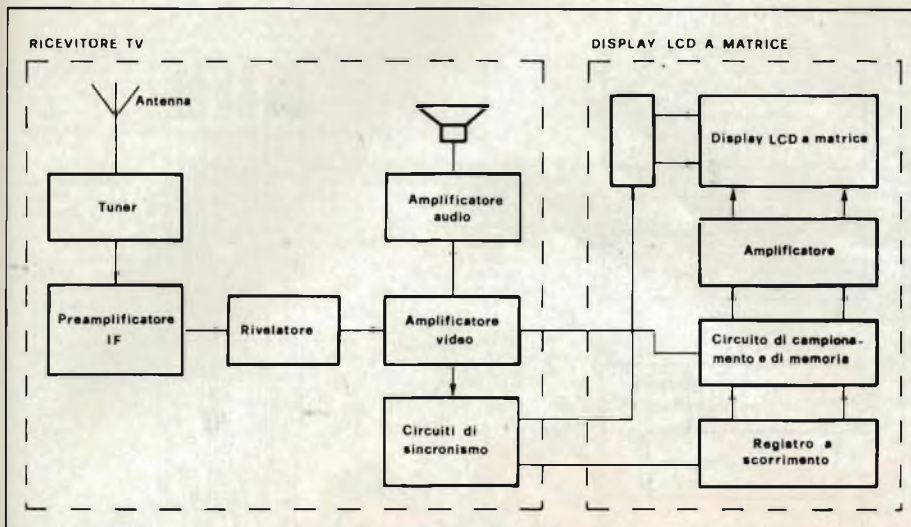 RICEVITORE TV
Antenna
Tuner
Preamplificatore
IF
Rivelatore
Amplificatore
audio
Amplificatore
video
Circuiti di
sincronismo
DISPLAY LCD A MATRICE
Display LCD a matrice
Amplificatore
Circuito di campiona-
mento e di memoria
Registro a
scorrimento